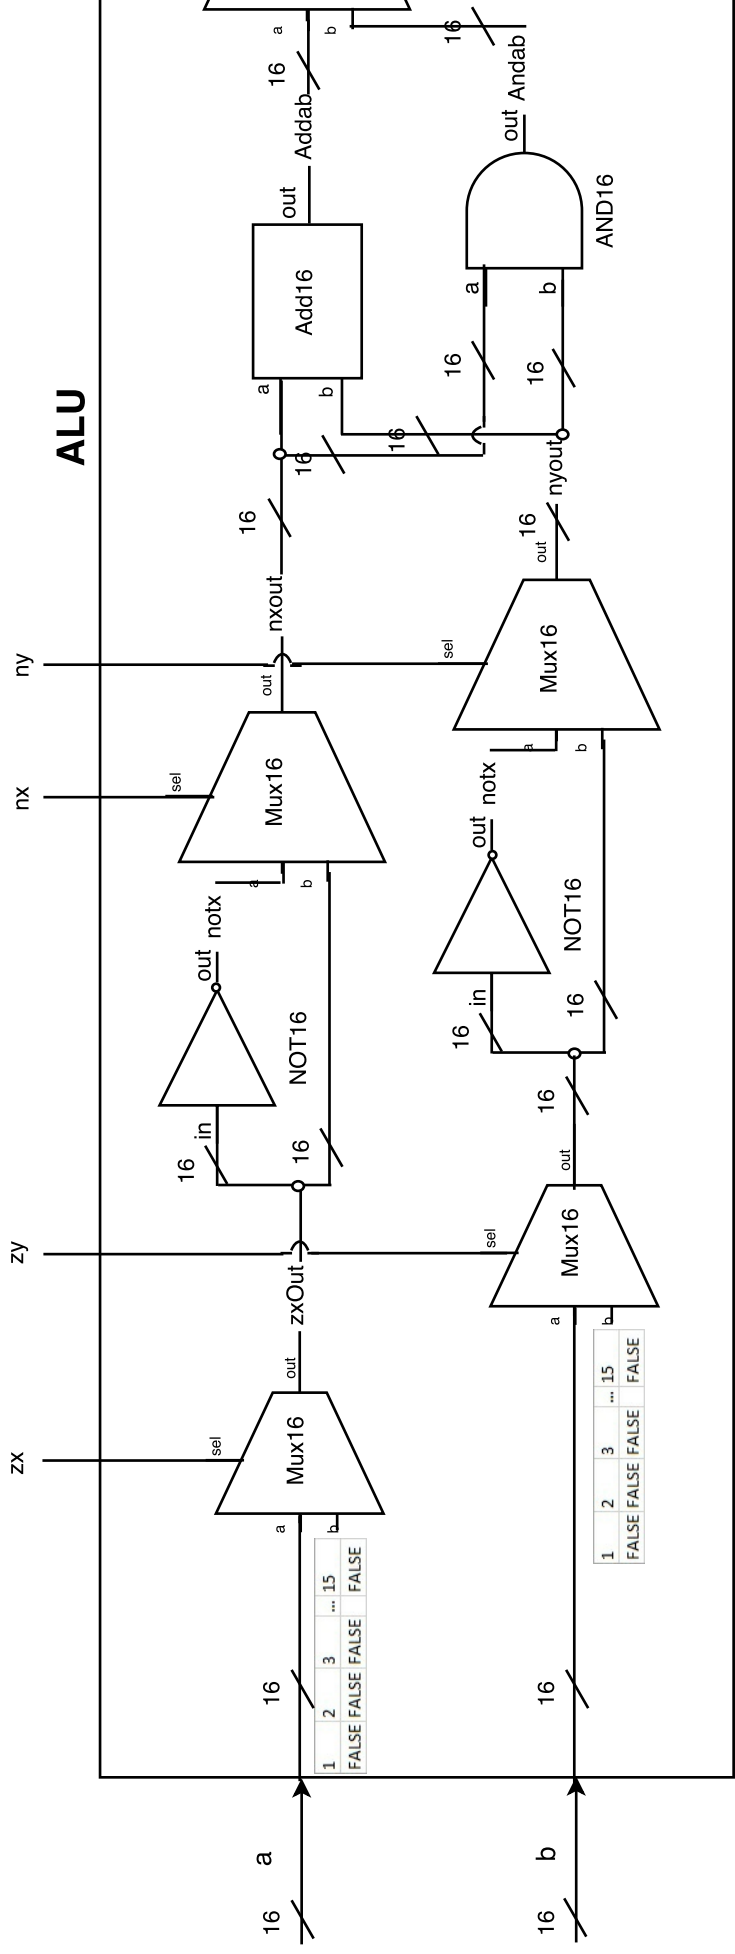 ALU
zx
zy
nx
ny
16
a
16
a
b
1 2 3 ... 15
FALSE FALSE FALSE FALSE
Mux16
sel
out
zxOut
16
in
16
NOT16
out
notx
a
b
Mux16
sel
out
nxout
16
16
16
a
b
Add16
out
Addab
16
a
b
16
b
16
a
b
1 2 3 ... 15
FALSE FALSE FALSE FALSE
Mux16
sel
out
16
16
in
16
NOT16
out
notx
a
b
Mux16
sel
out
16
nyout
16
16
a
b
AND16
out
Andab
16